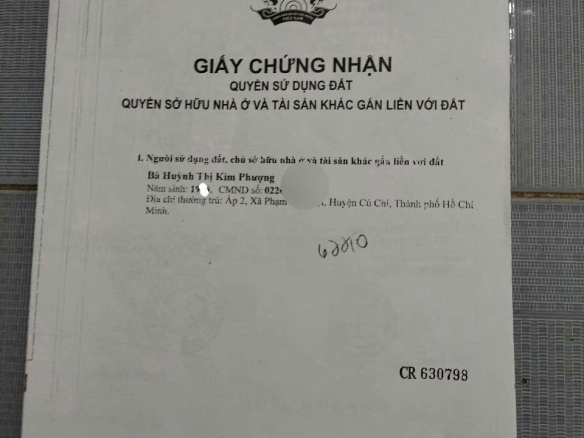 GIẤY CHỨNG NHẬN
QUYỀN SỬ DỤNG ĐẤT
QUYỀN SỞ HỮU NHÀ Ở VÀ TÀI SẢN KHÁC GẮN LIỀN VỚI ĐẤT
I. Người sử dụng đất, chủ sở hữu nhà ở và tài sản khác gắn liền với đất
Bà Huỳnh Thị Kim Phượng
Năm sinh: 19, CMND số: 022
Địa chỉ thường trú: Ấp 2, Xã Phạm , Huyện Củ Chi, Thành phố Hồ Chí
Minh.
CR 630798